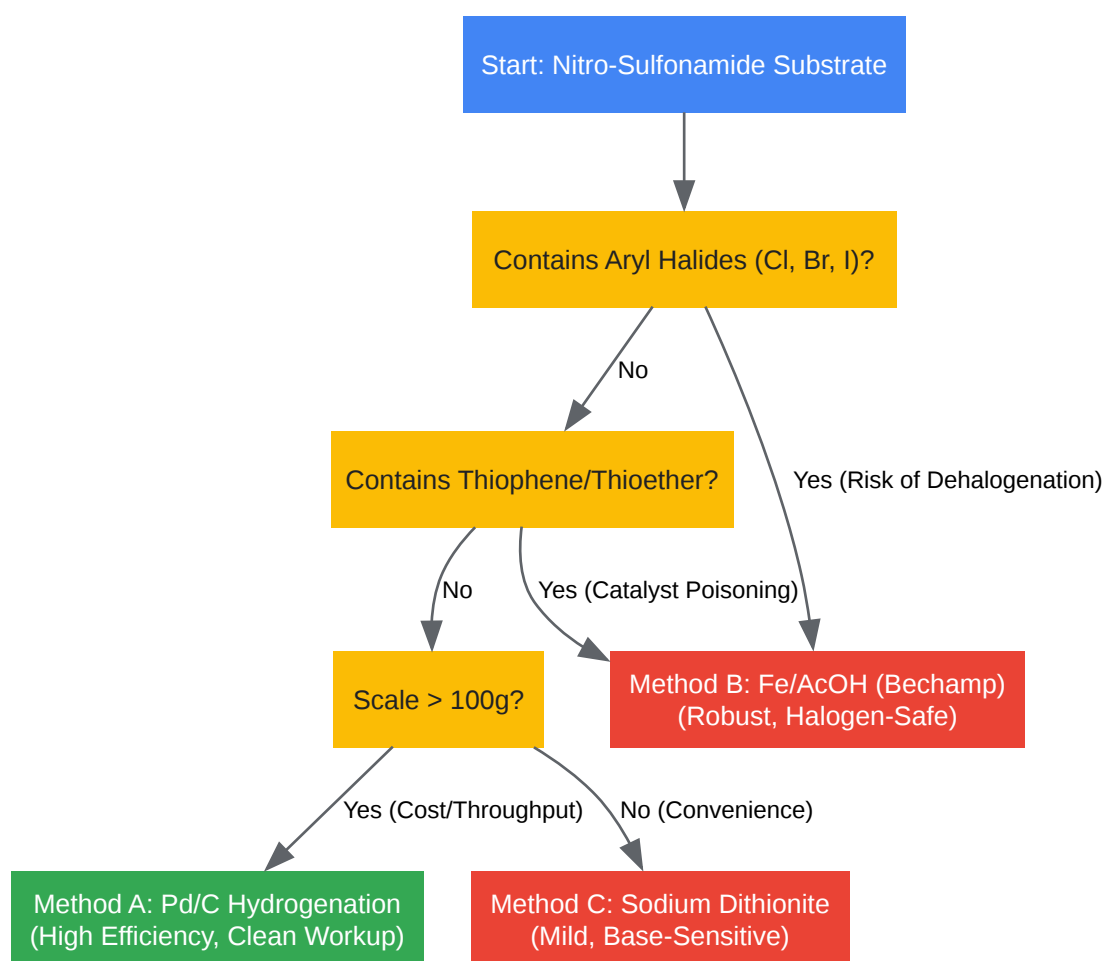 Start: Nitro-Sulfonamide Substrate
Contains Aryl Halides (Cl, Br, I)?
No
Contains Thiophene/Thioether?
Yes (Risk of Dehalogenation)
No
Yes (Catalyst Poisoning)
Scale > 100g?
Method B: Fe/AcOH (Bechamp)
(Robust, Halogen-Safe)
Yes (Cost/Throughput)
No (Convenience)
Method A: Pd/C Hydrogenation
(High Efficiency, Clean Workup)
Method C: Sodium Dithionite
(Mild, Base-Sensitive)